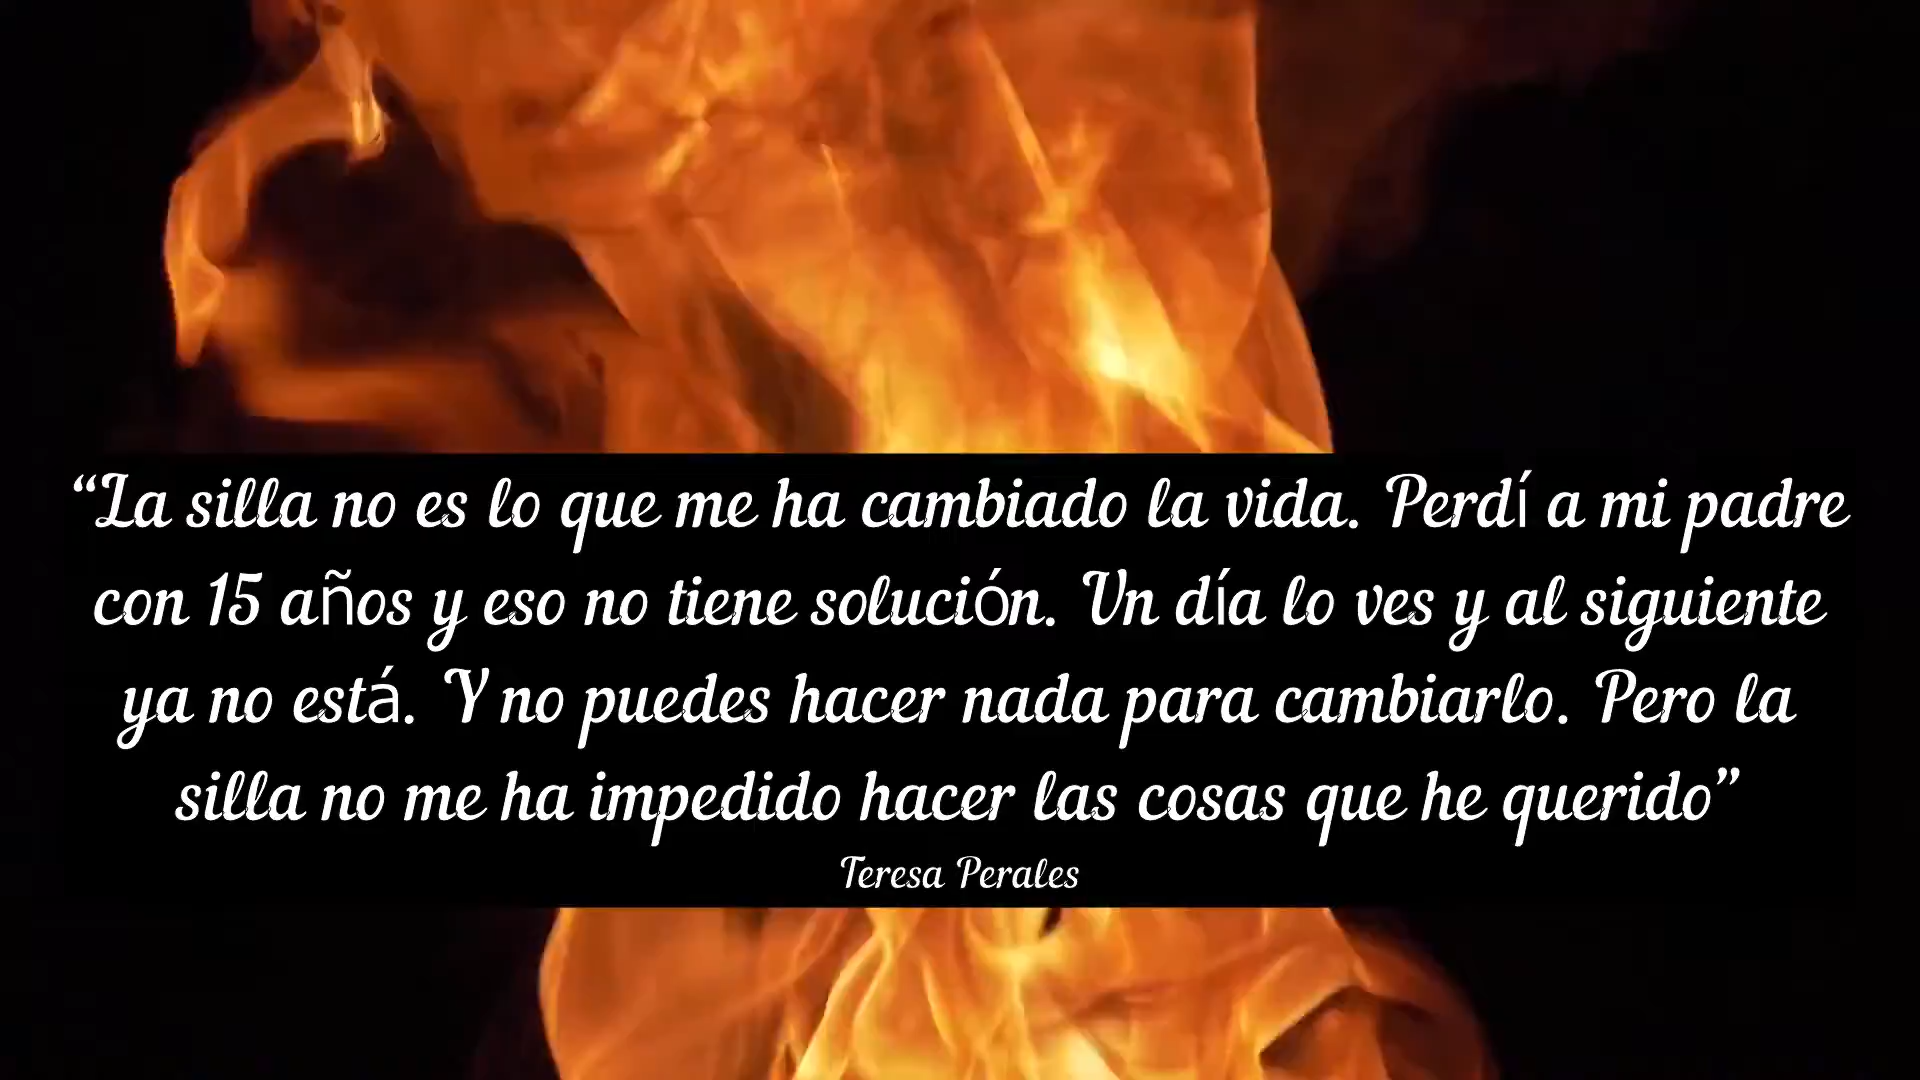 “La silla no es lo que me ha cambiado la vida. Perdí a mi padre
con 15 años y eso no tiene solución. Un día lo ves y al siguiente
ya no está. Y no puedes hacer nada para cambiarlo. Pero la
silla no me ha impedido hacer las cosas que he querido”
Teresa Perales